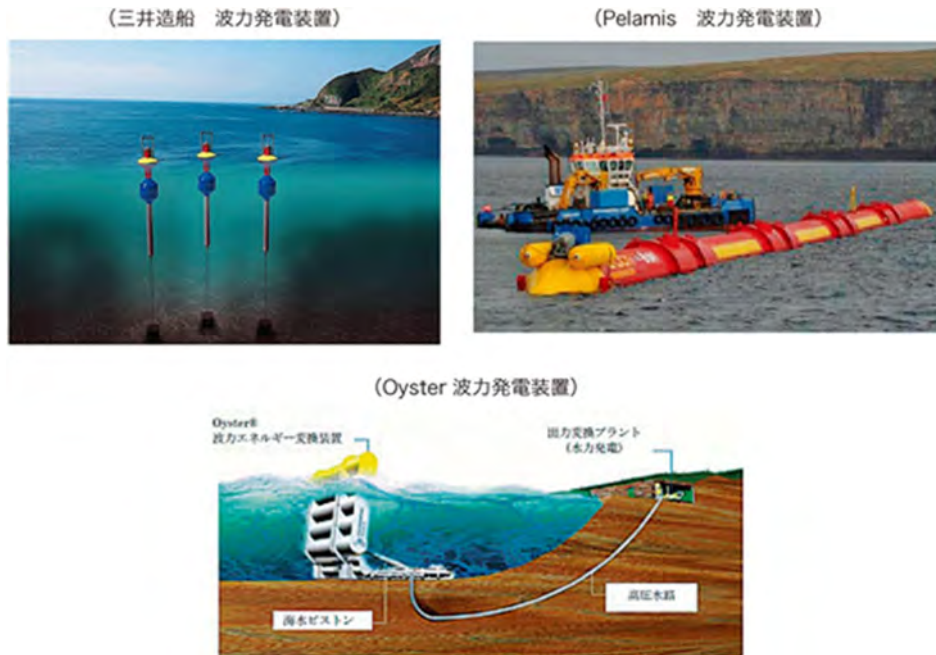 （三井造船　波力発電装置）
（Pelamis　波力発電装置）
（Oyster 波力発電装置）
Oyster®
波力エネルギー変換装置
出力変換プラント
（水力発電）
海水ピストン
高圧水路